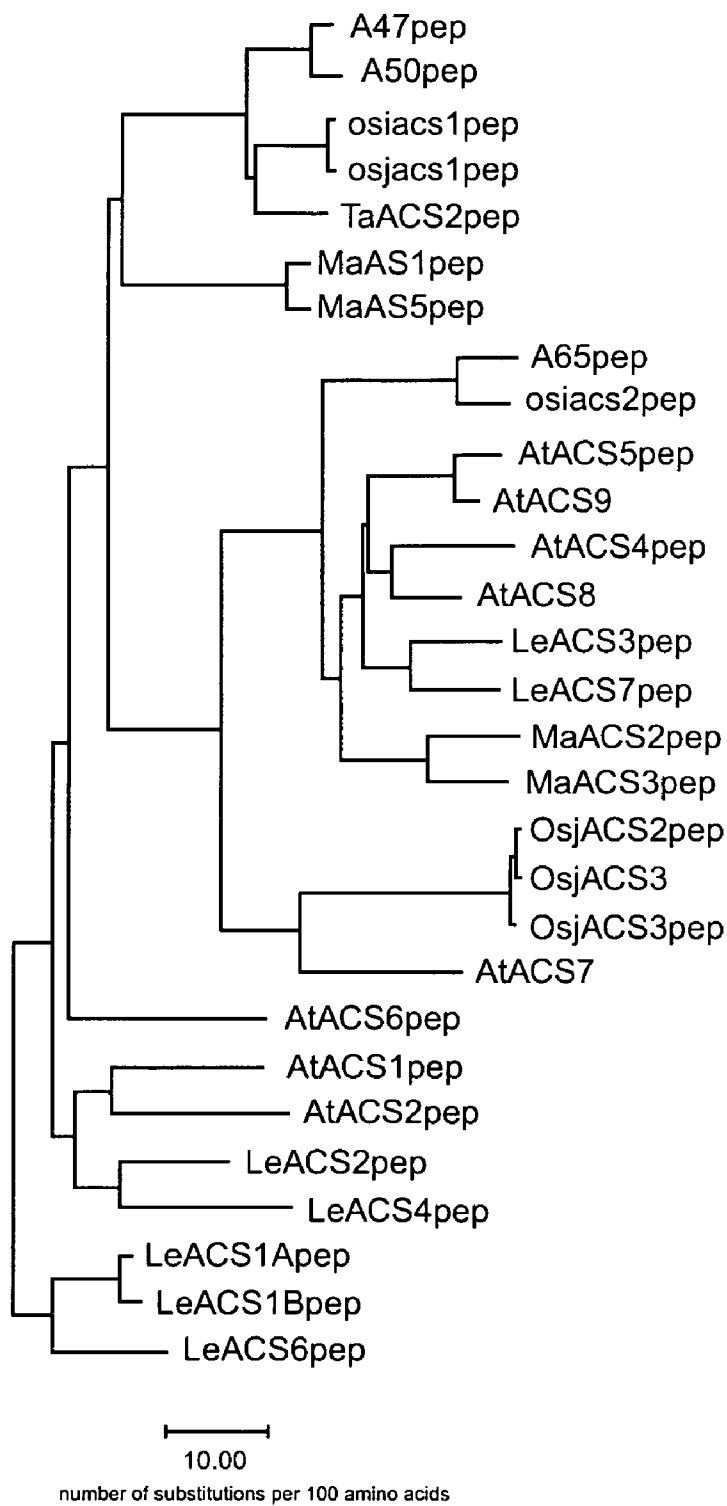 A47pep
A50pep
osiacs1pep
osjacs1pep
TaACS2pep
MaAS1pep
MaAS5pep
A65pep
osiacs2pep
AtACS5pep
AtACS9
AtACS4pep
AtACS8
LeACS3pep
LeACS7pep
MaACS2pep
MaACS3pep
OsjACS2pep
OsjACS3
OsjACS3pep
AtACS7
AtACS6pep
AtACS1pep
AtACS2pep
LeACS2pep
LeACS4pep
LeACS1Apep
LeACS1Bpep
LeACS6pep
10.00
number of substitutions per 100 amino acids